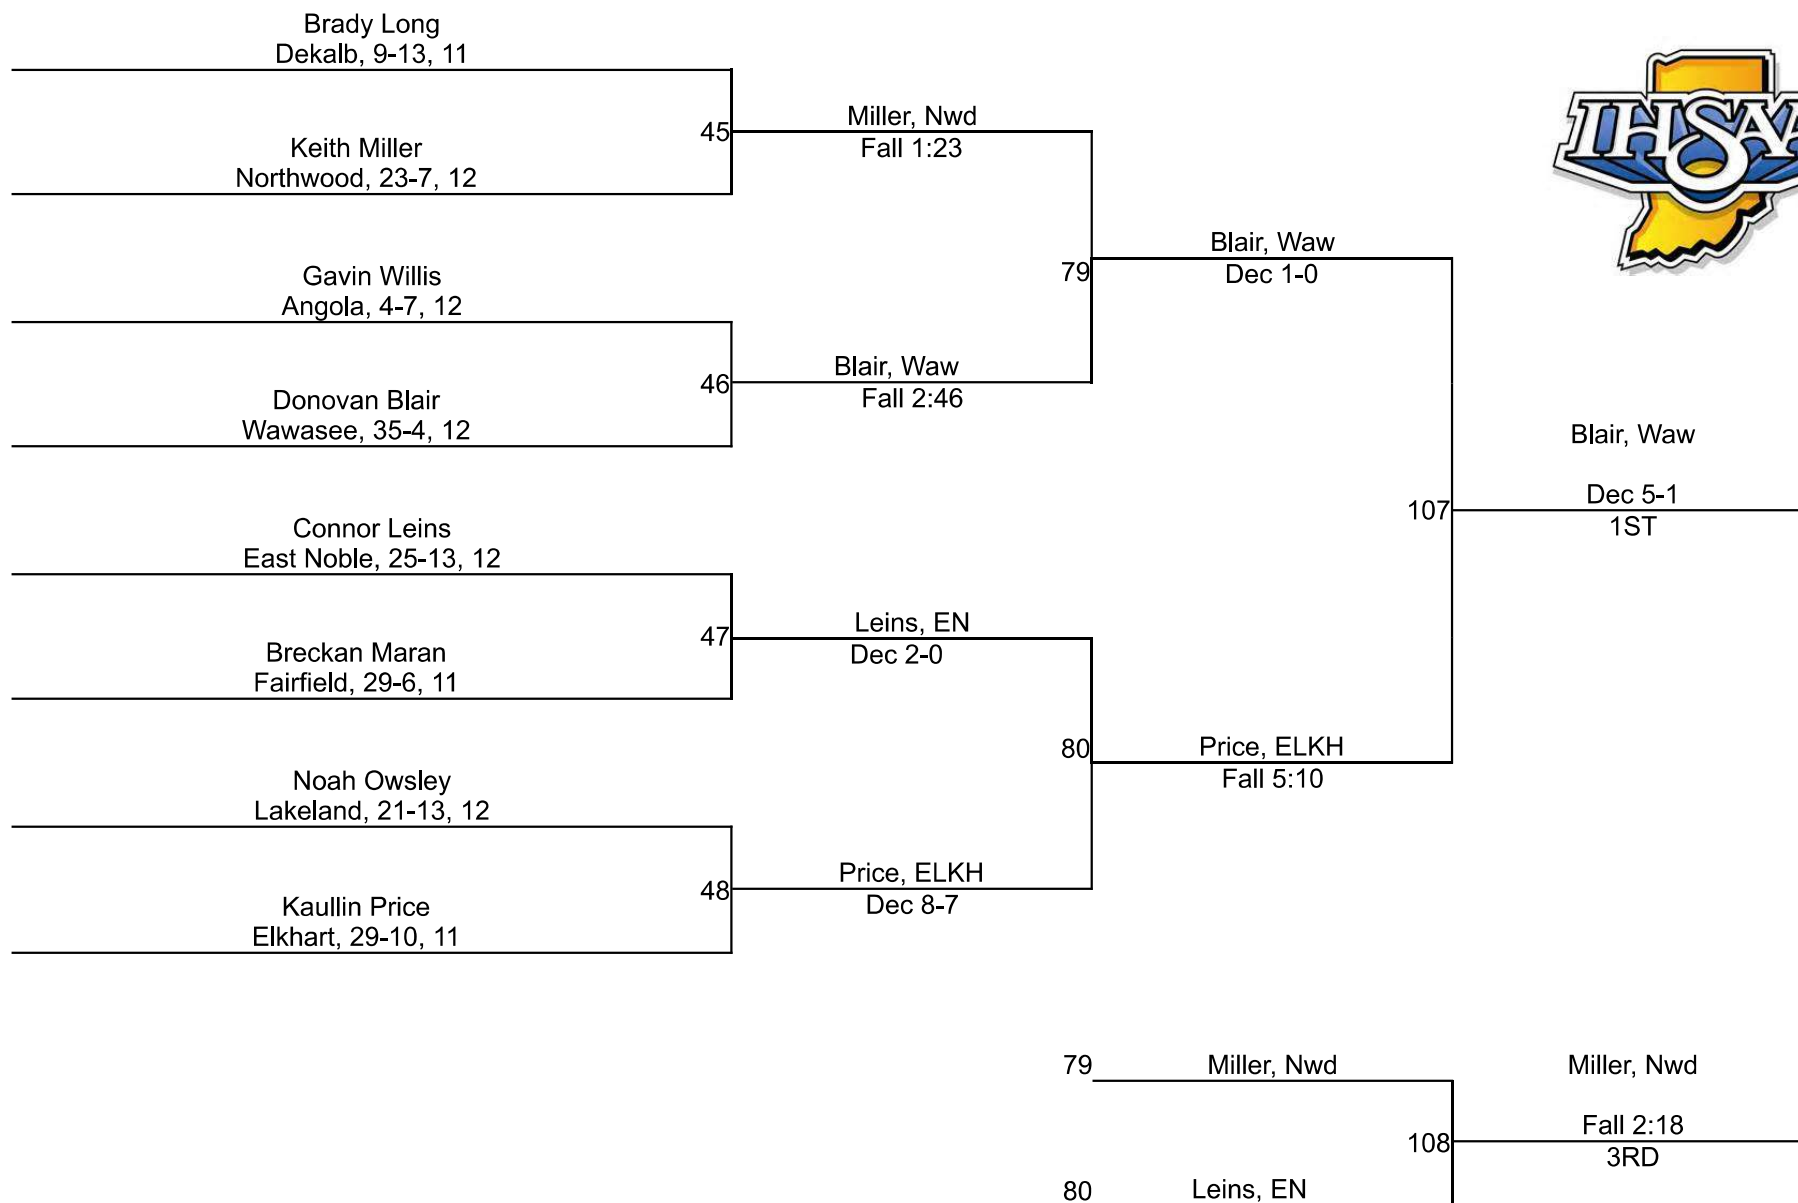 Brady Long
Dekalb, 9-13, 11
45
Keith Miller
Northwood, 23-7, 12
Miller, Nwd
Fall 1:23
Gavin Willis
Angola, 4-7, 12
46
Donovan Blair
Wawasee, 35-4, 12
Blair, Waw
Fall 2:46
79
Blair, Waw
Dec 1-0
Connor Leins
East Noble, 25-13, 12
47
Breckan Maran
Fairfield, 29-6, 11
Leins, EN
Dec 2-0
Noah Owsley
Lakeland, 21-13, 12
48
Kaullin Price
Elkhart, 29-10, 11
Price, ELKH
Dec 8-7
80
Price, ELKH
Fall 5:10
107
Blair, Waw
Dec 5-1
1ST
79
Miller, Nwd
80
Leins, EN
108
Miller, Nwd
Fall 2:18
3RD
IHSAA